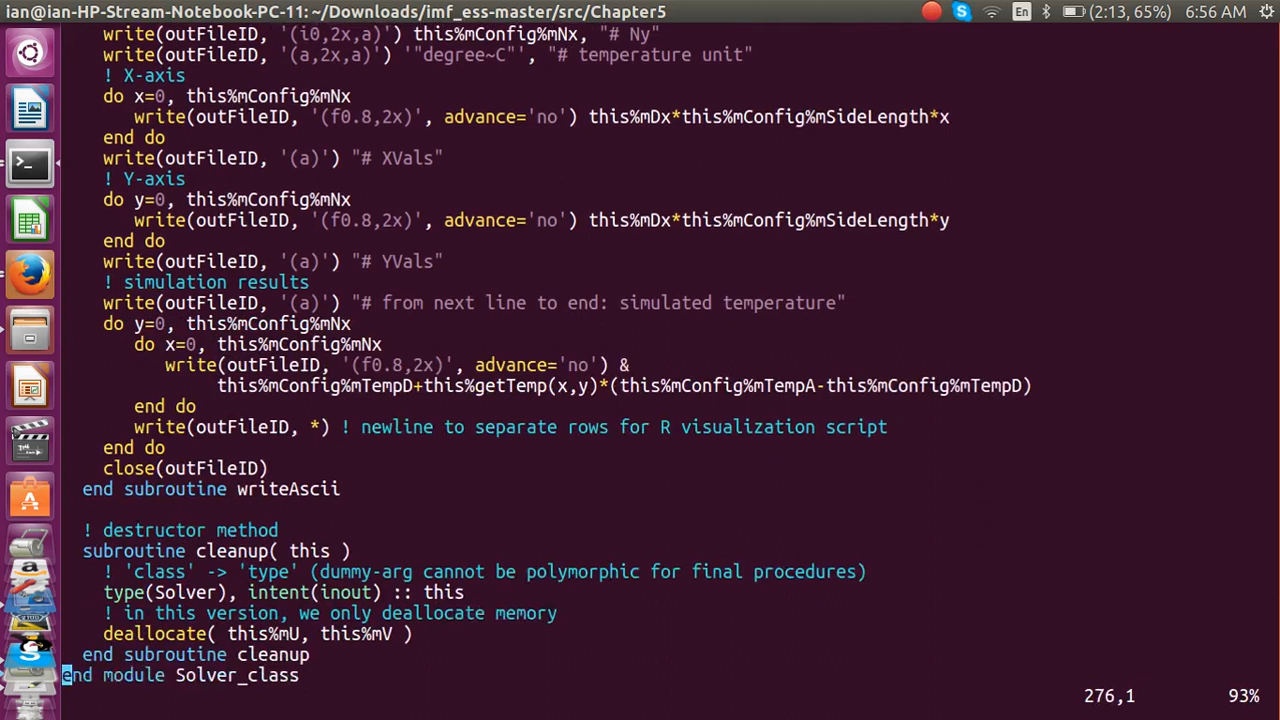 ian@ian-HP-Stream-Notebook-PC-11: ~/Downloads/imf_ess-master/src/Chapter5
En
(2:13, 65%)
6:56 AM
write(outFileID, '(i0,2x,a)') this%mConfig%mNx, "# Ny"
write(outFileID, '(a,2x,a)') '"degree~C"', "# temperature unit"
! X-axis
do x=0, this%mConfig%mNx
write(outFileID, '(f0.8,2x)', advance='no') this%mDx*this%mConfig%mSideLength*x
end do
write(outFileID, '(a)') "# XVals"
! Y-axis
do y=0, this%mConfig%mNx
write(outFileID, '(f0.8,2x)', advance='no') this%mDx*this%mConfig%mSideLength*y
end do
write(outFileID, '(a)') "# YVals"
! simulation results
write(outFileID, '(a)') "# from next line to end: simulated temperature"
do y=0, this%mConfig%mNx
do x=0, this%mConfig%mNx
write(outFileID, '(f0.8,2x)', advance='no') &
this%mConfig%mTempD+this%getTemp(x,y)*(this%mConfig%mTempA-this%mConfig%mTempD)
end do
write(outFileID, *) ! newline to separate rows for R visualization script
end do
close(outFileID)
end subroutine writeAscii
! destructor method
subroutine cleanup( this )
! 'class' -> 'type' (dummy-arg cannot be polymorphic for final procedures)
type(Solver), intent(inout) :: this
! in this version, we only deallocate memory
deallocate( this%mU, this%mV )
end subroutine cleanup
end module Solver_class
276,1
93%